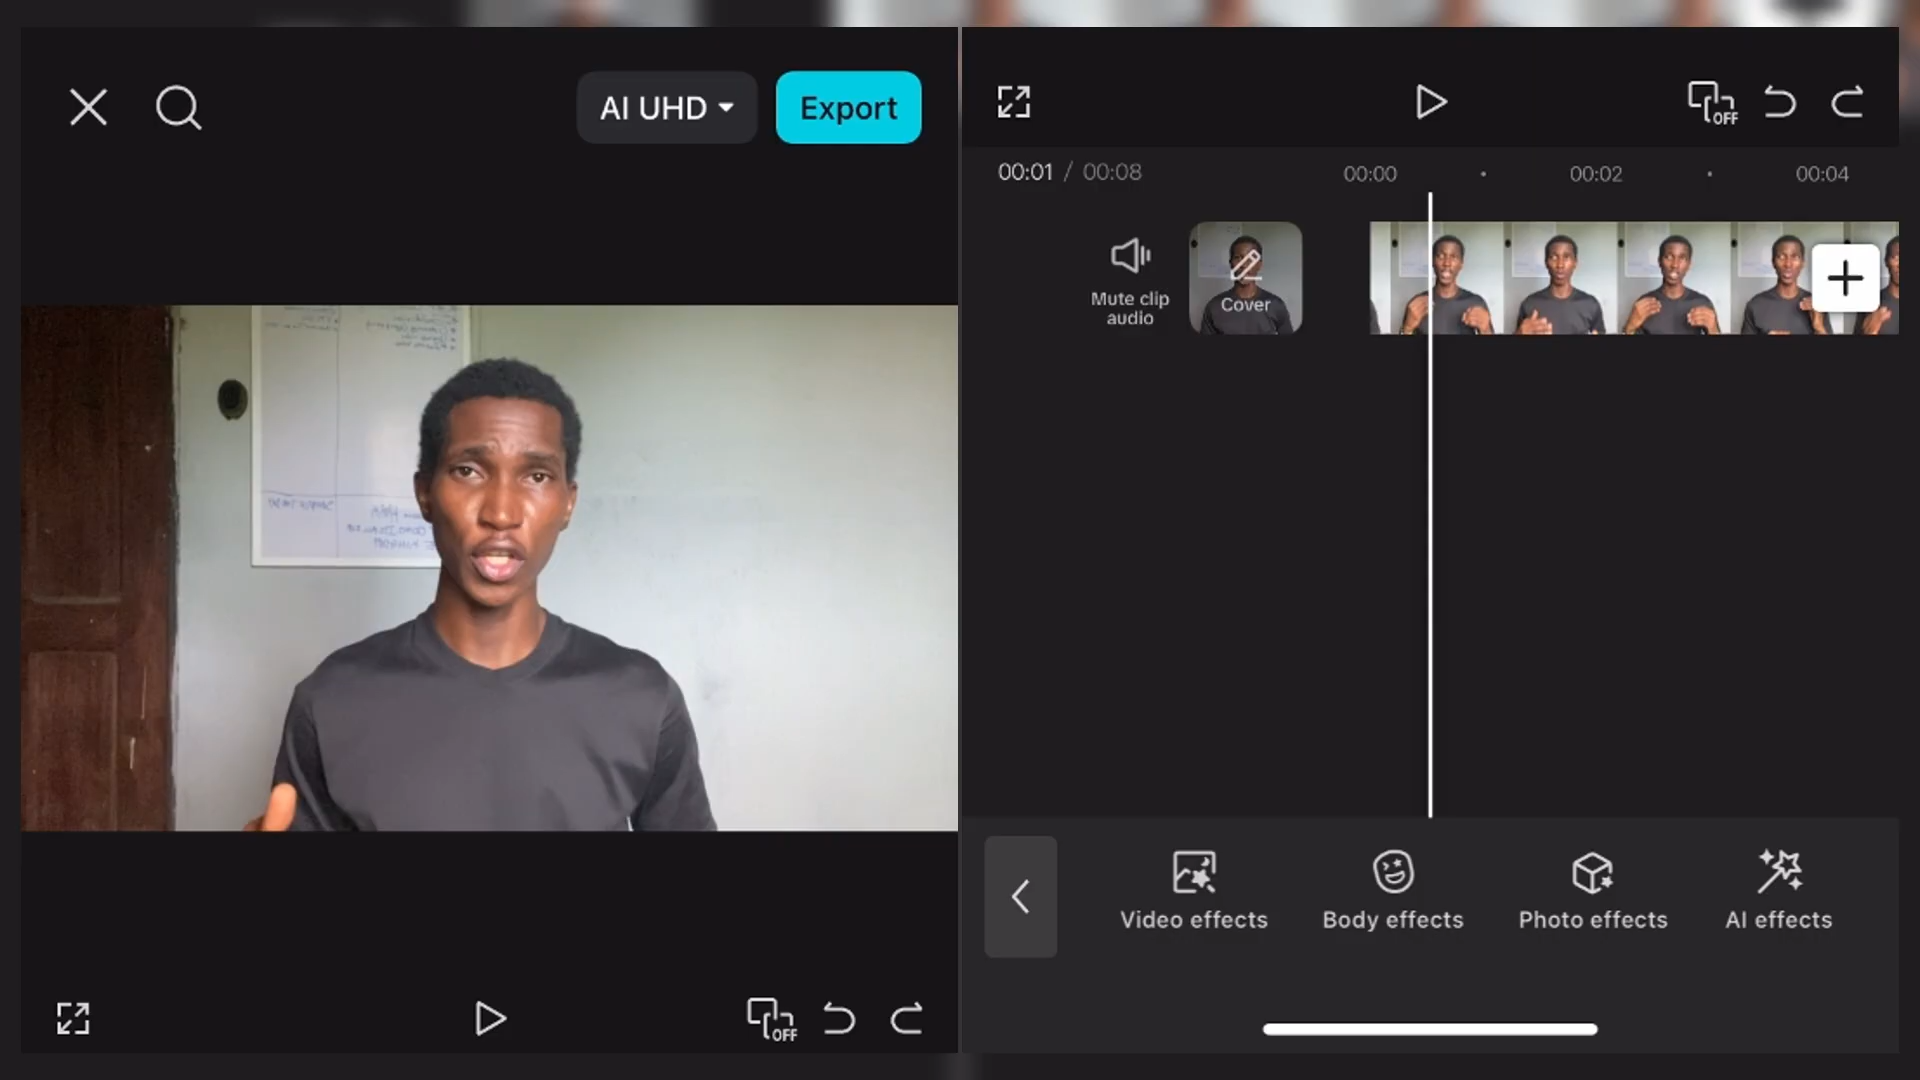 AI UHD
Export
OFF
OFF
00:01 / 00:08
00:00
00:02
00:04
Mute clip
audio
Cover
Video effects
Body effects
Photo effects
AI effects